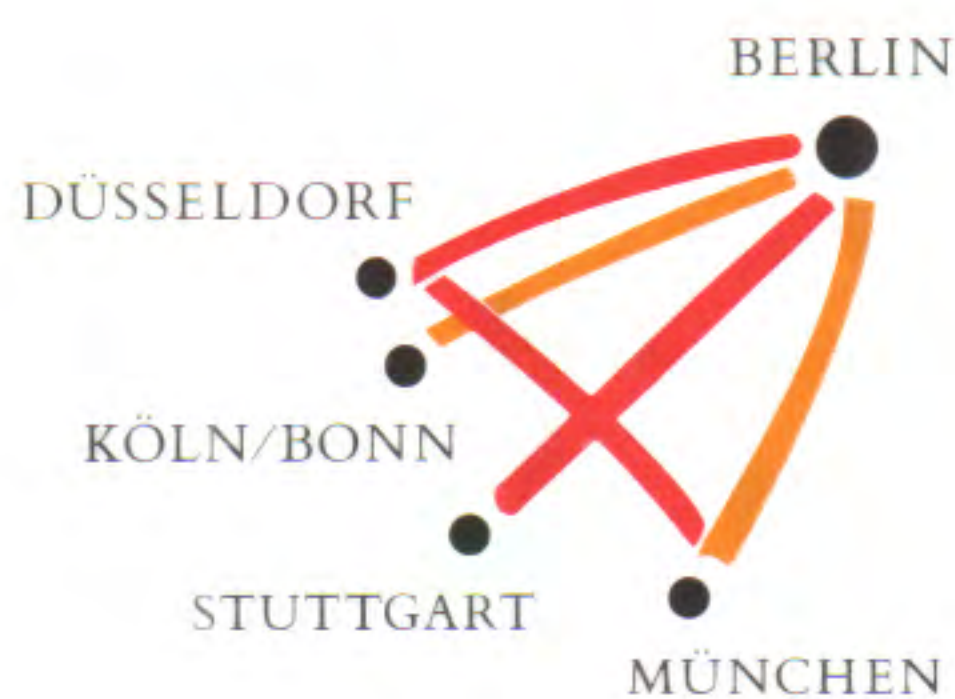 BERLIN
DÜSSELDORF
KÖLN/BONN
STUTTGART
MÜNCHEN